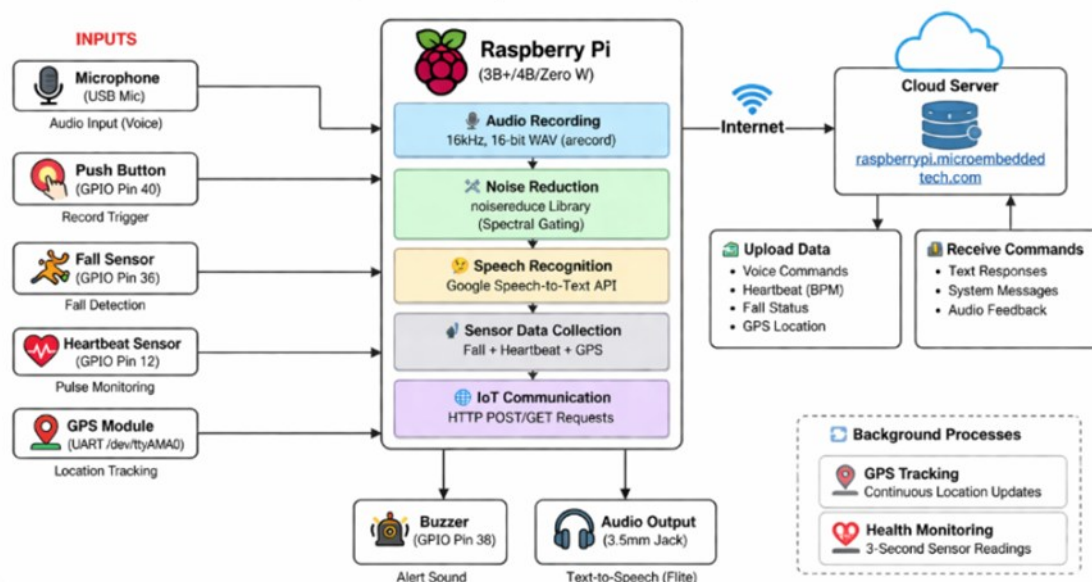 INPUTS
Microphone
(USB Mic)
Audio Input (Voice)
Push Button
(GPIO Pin 40)
Record Trigger
Fall Sensor
(GPIO Pin 36)
Fall Detection
Heartbeat Sensor
(GPIO Pin 12)
Pulse Monitoring
GPS Module
(UART /dev/ttyAMA0)
Location Tracking
Raspberry Pi
(3B+/4B/Zero W)
Audio Recording
16kHz, 16-bit WAV (arecord)
Noise Reduction
noisereduce Library
(Spectral Gating)
Speech Recognition
Google Speech-to-Text API
Sensor Data Collection
Fall + Heartbeat + GPS
IoT Communication
HTTP POST/GET Requests
Buzzer
(GPIO Pin 38)
Alert Sound
Audio Output
(3.5mm Jack)
Text-to-Speech (Flite)
Internet
Cloud Server
raspberrypi.microembedded
tech.com
Upload Data
• Voice Commands
• Heartbeat (BPM)
• Fall Status
• GPS Location
Receive Commands
• Text Responses
• System Messages
• Audio Feedback
Background Processes
GPS Tracking
Continuous Location Updates
Health Monitoring
3-Second Sensor Readings